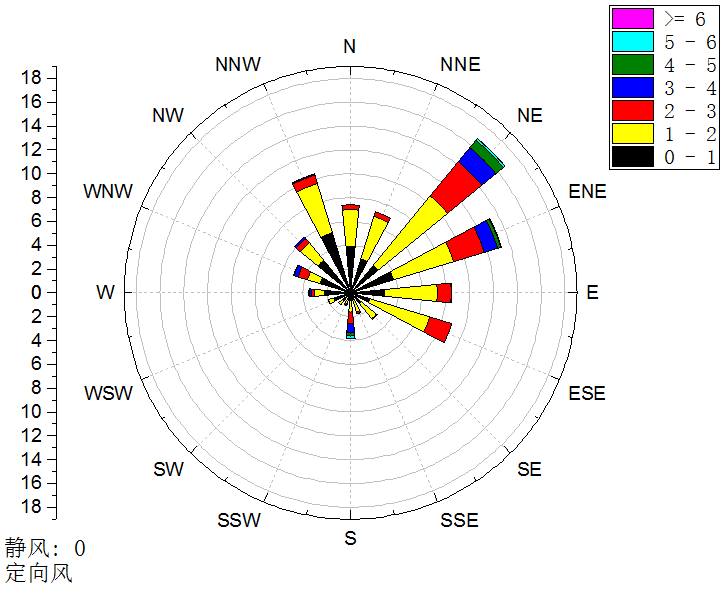 >= 6
5 - 6
4 - 5
3 - 4
2 - 3
1 - 2
0 - 1
N
NNE
NE
ENE
E
ESE
SE
SSE
S
SSW
SW
WSW
W
WNW
NW
NNW
18
16
14
12
10
8
6
4
2
0
2
4
6
8
10
12
14
16
18
静风: 0
定向风